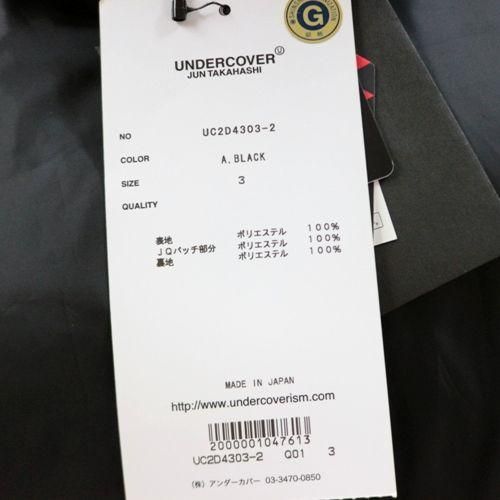 G
UNDERCOVER U
JUN TAKAHASHI
NO UC2D4303-2
COLOR A.BLACK
SIZE 3
QUALITY
表地 ポリエステル 100%
JQパッチ部分 ポリエステル 100%
裏地 ポリエステル 100%
MADE IN JAPAN
http://www.undercoverism.com/
2000001047613
UC2D4303-2 Q01 3
(株) アンダーカバー 03-3470-0850